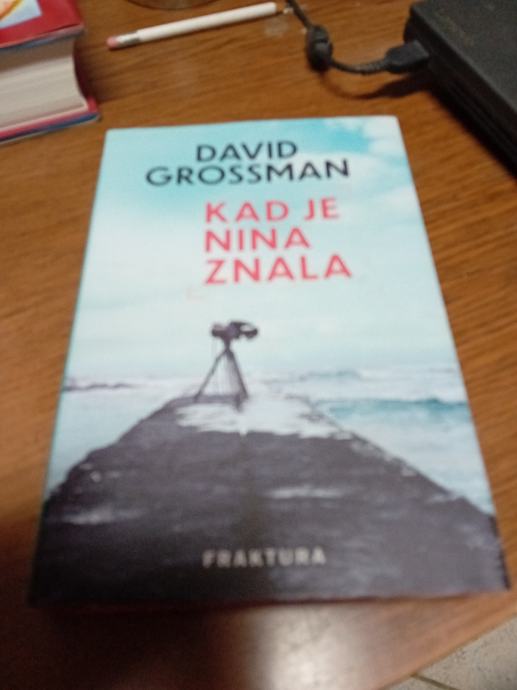 DAVID
GROSSMAN
KAD JE
NINA
ZNALA
FRAKTURA